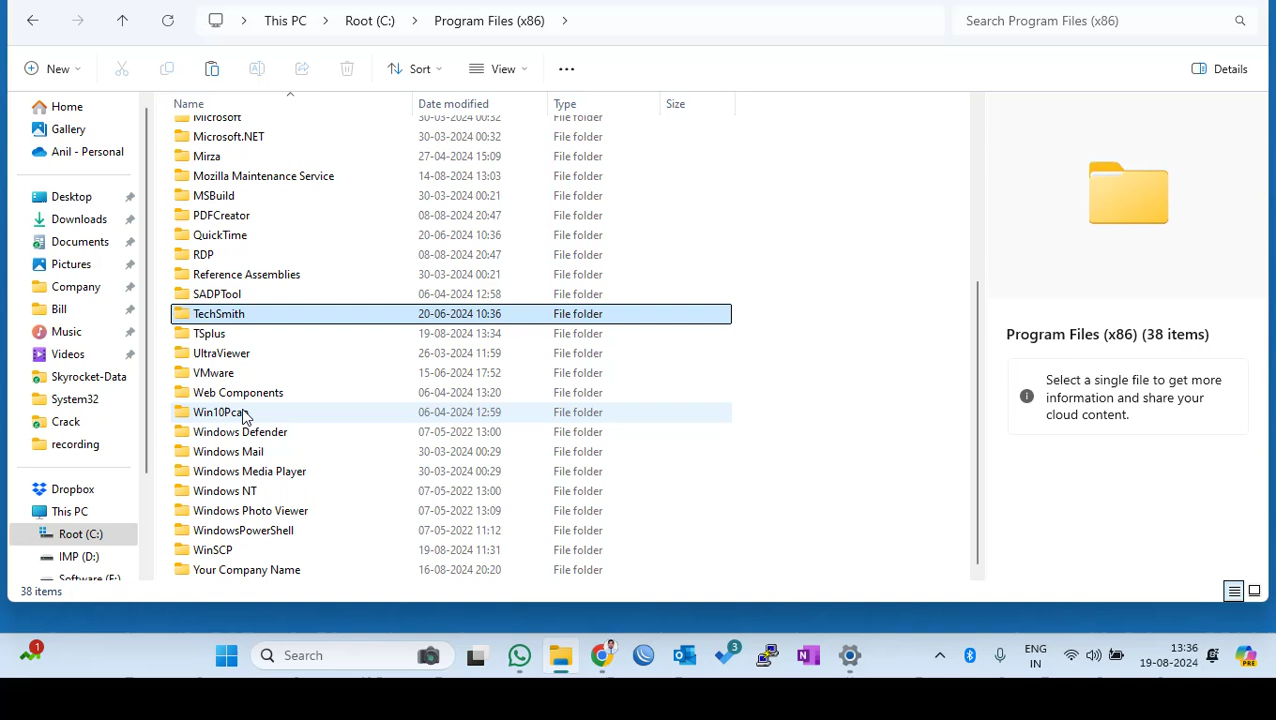 This PC
Root (C:)
Program Files (x86)
Search Program Files (x86)
New
Sort
View
Details
Name
Date modified
Type
Size
Home
Gallery
Anil - Personal
Desktop
Downloads
Documents
Pictures
Company
Bill
Music
Videos
Skyrocket-Data
System32
Crack
recording
Dropbox
This PC
Root (C:)
IMP (D:)
Software (E:)
Microsoft 30-03-2024 00:32 File folder
Microsoft.NET 30-03-2024 00:32 File folder
Mirza 27-04-2024 15:09 File folder
Mozilla Maintenance Service 14-08-2024 13:03 File folder
MSBuild 30-03-2024 00:21 File folder
PDFCreator 08-08-2024 20:47 File folder
QuickTime 20-06-2024 10:36 File folder
RDP 08-08-2024 20:47 File folder
Reference Assemblies 30-03-2024 00:21 File folder
SADPTool 06-04-2024 12:58 File folder
TechSmith 20-06-2024 10:36 File folder
TSplus 19-08-2024 13:34 File folder
UltraViewer 26-03-2024 11:59 File folder
VMware 15-06-2024 17:52 File folder
Web Components 06-04-2024 13:20 File folder
Win10Pcap 06-04-2024 12:59 File folder
Windows Defender 07-05-2022 13:00 File folder
Windows Mail 30-03-2024 00:29 File folder
Windows Media Player 30-03-2024 00:29 File folder
Windows NT 07-05-2022 13:00 File folder
Windows Photo Viewer 07-05-2022 13:09 File folder
WindowsPowerShell 07-05-2022 11:12 File folder
WinSCP 19-08-2024 11:31 File folder
Your Company Name 16-08-2024 20:20 File folder
Program Files (x86) (38 items)
Select a single file to get more
information and share your
cloud content.
38 items
1
Search
3
ENG
IN
13:36
19-08-2024
PRE